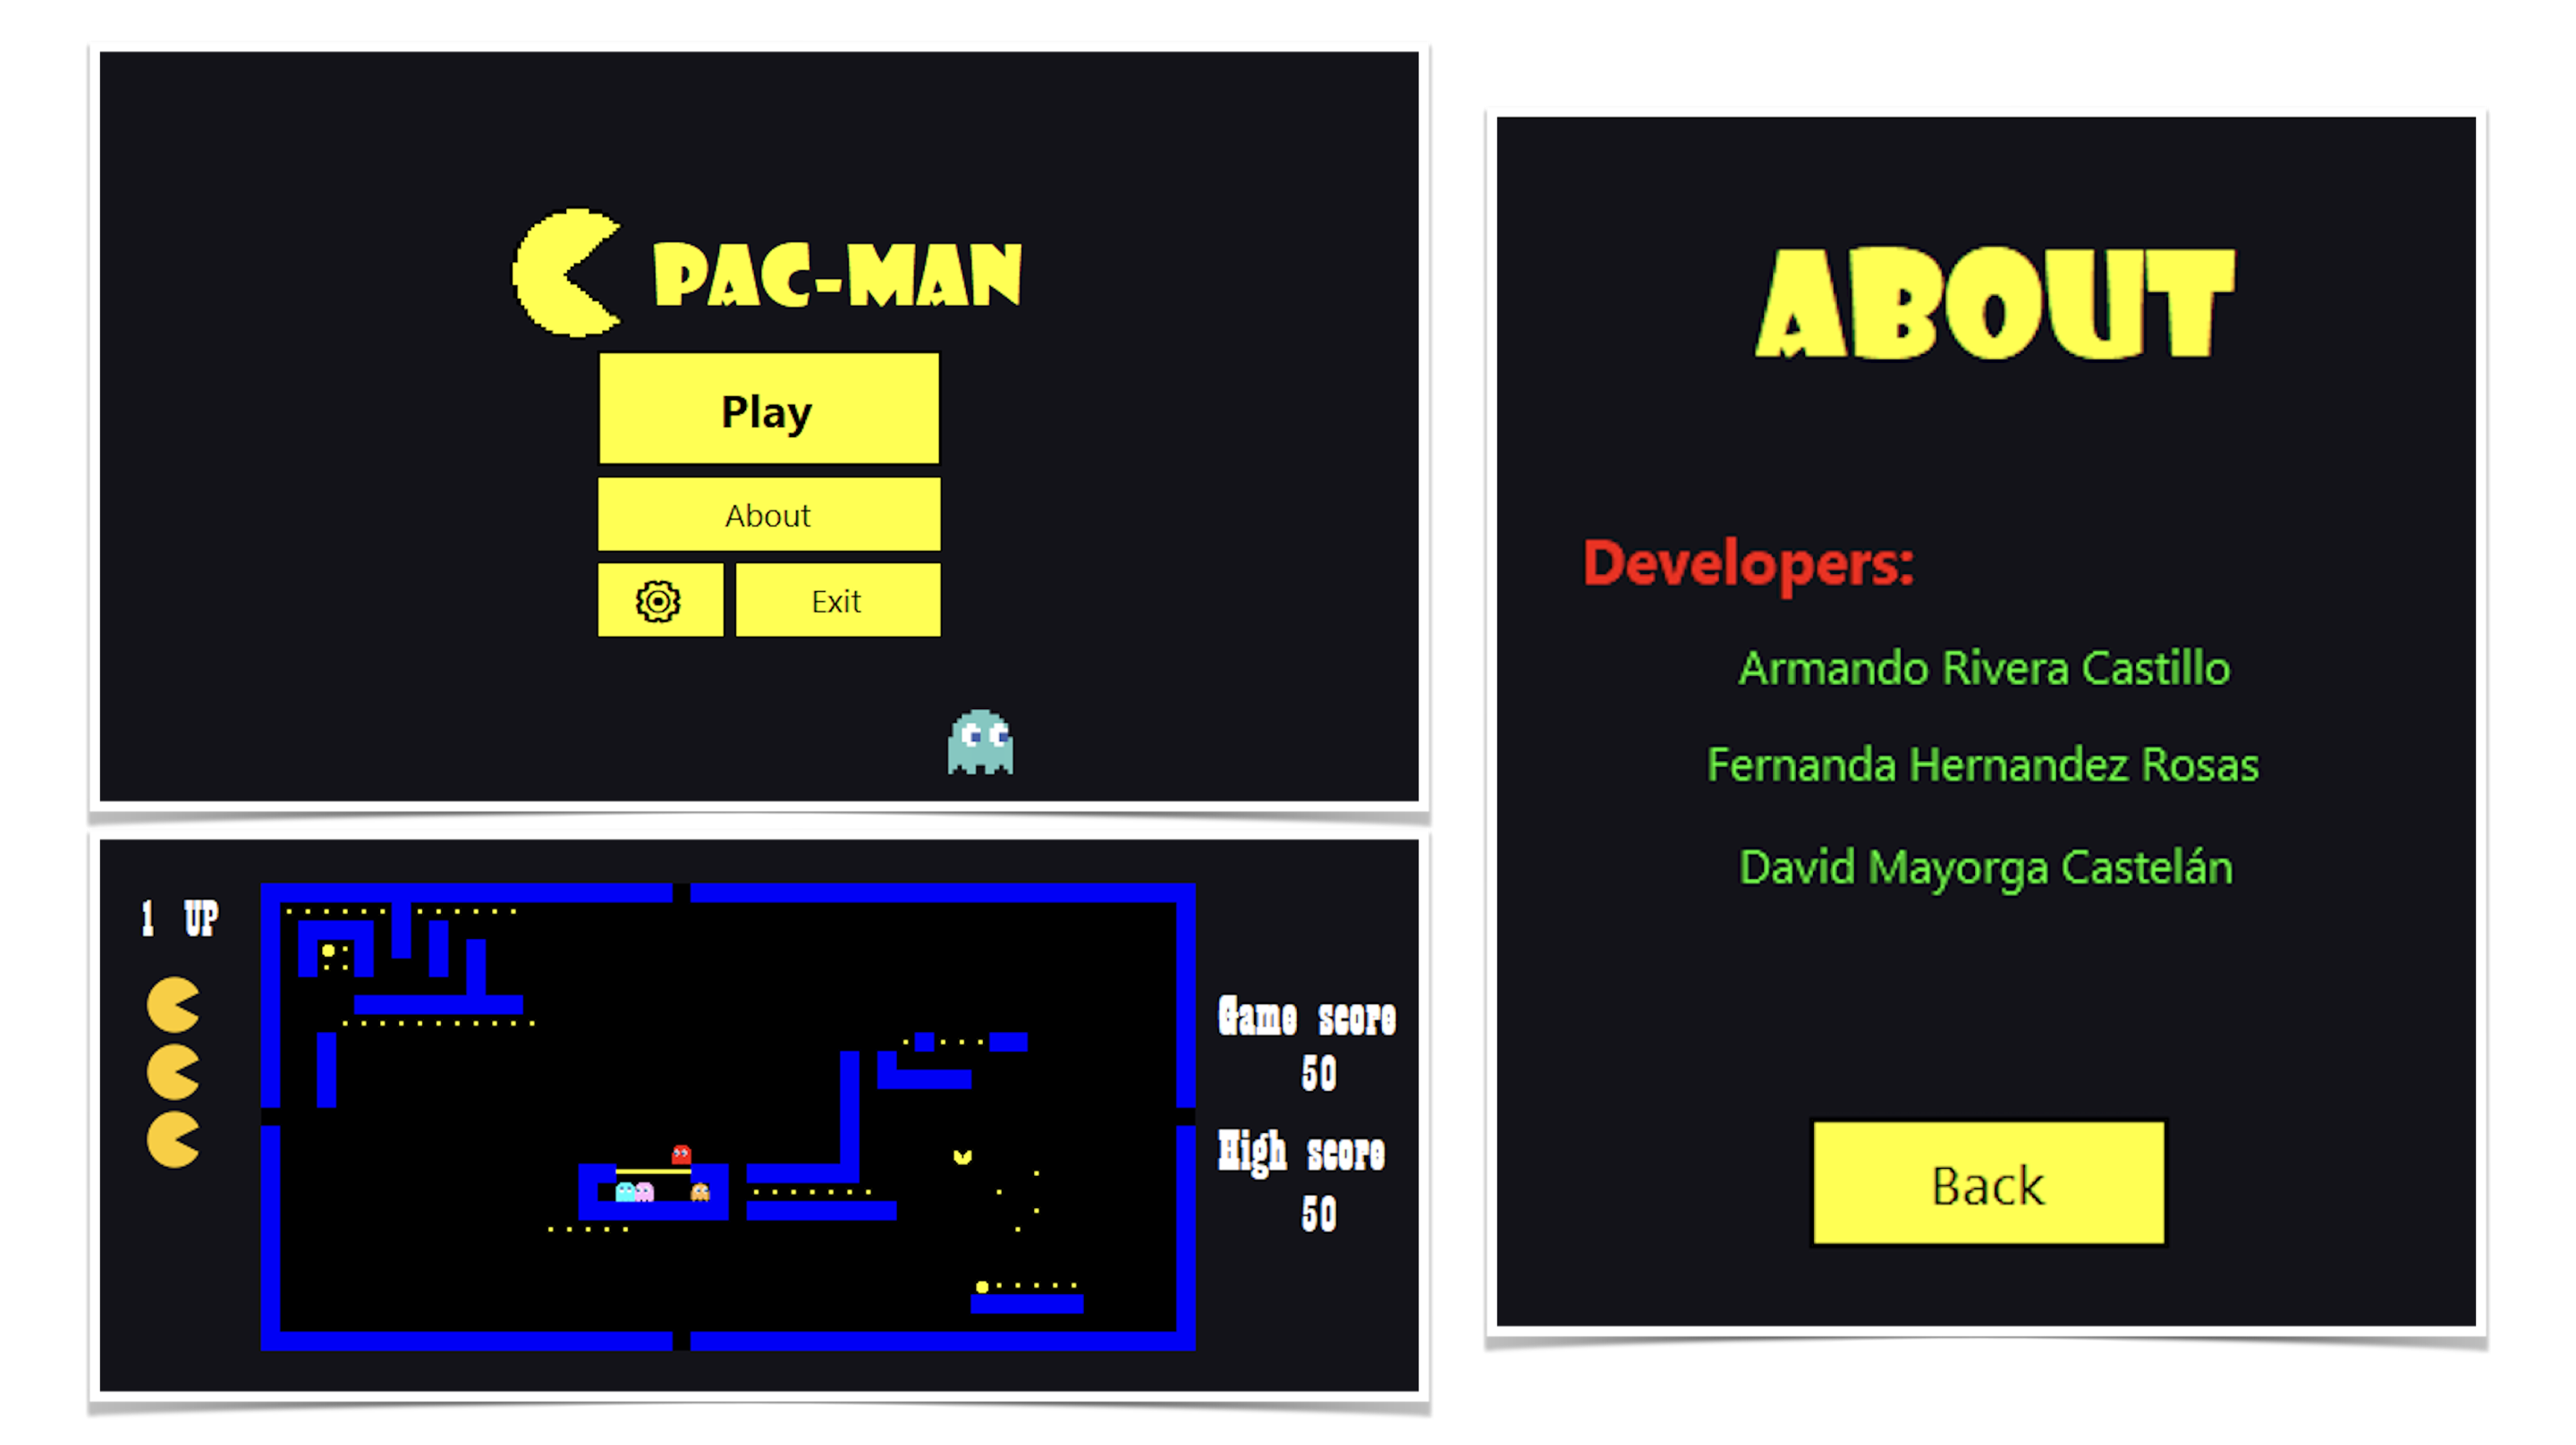 PAC-MAN
Play
About
Exit
1 UP
Game score
50
High score
50
ABOUT
Developers:
Armando Rivera Castillo
Fernanda Hernandez Rosas
David Mayorga Castelán
Back